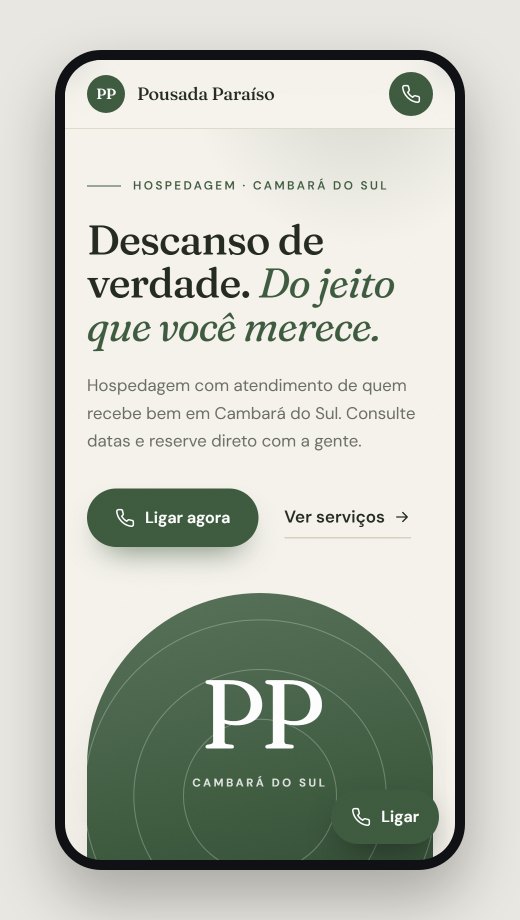 PP Pousada Paraíso
HOSPEDAGEM · CAMBARÁ DO SUL
Descanso de
verdade. Do jeito
que você merece.
Hospedagem com atendimento de quem
recebe bem em Cambará do Sul. Consulte
datas e reserve direto com a gente.
Ligar agora Ver serviços →
PP
CAMBARÁ DO SUL
Ligar